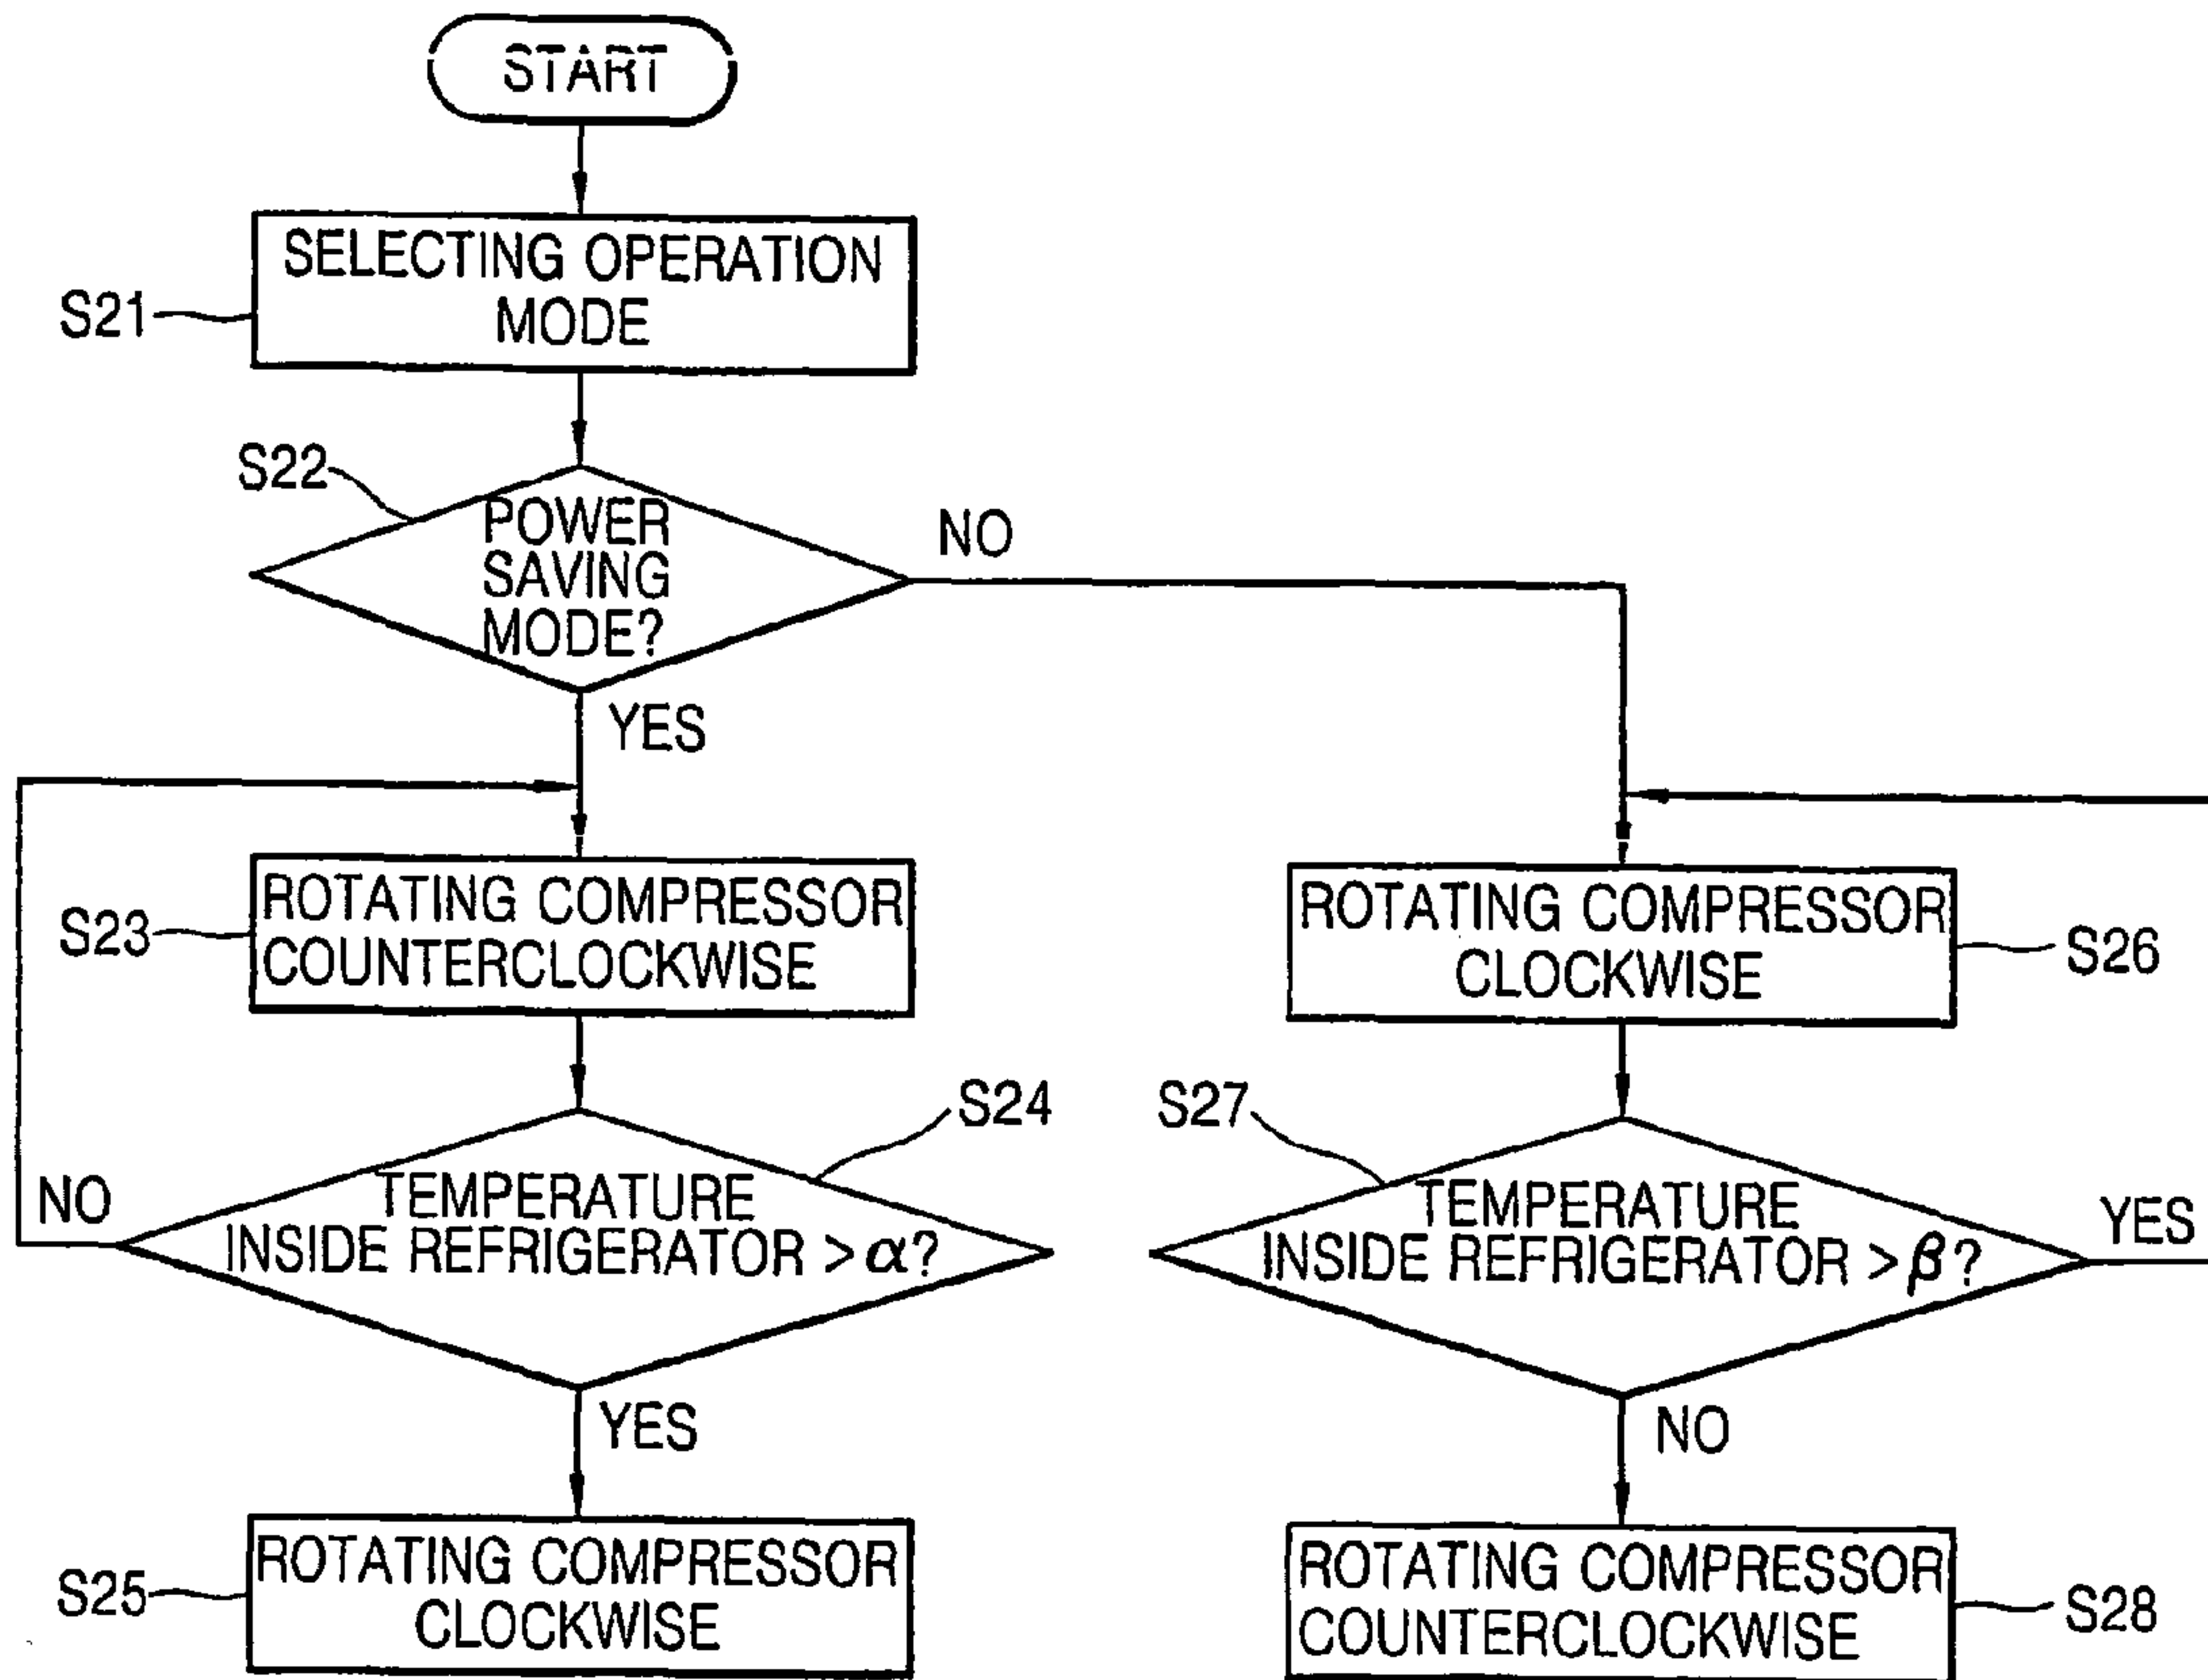 START
SELECTING OPERATION
MODE
S21
S22
POWER
SAVING
MODE?
NO
YES
ROTATING COMPRESSOR
COUNTERCLOCKWISE
S23
ROTATING COMPRESSOR
CLOCKWISE
S26
S24
TEMPERATURE
INSIDE REFRIGERATOR > α?
NO
YES
S27
TEMPERATURE
INSIDE REFRIGERATOR > β?
YES
NO
ROTATING COMPRESSOR
CLOCKWISE
S25
ROTATING COMPRESSOR
COUNTERCLOCKWISE
S28